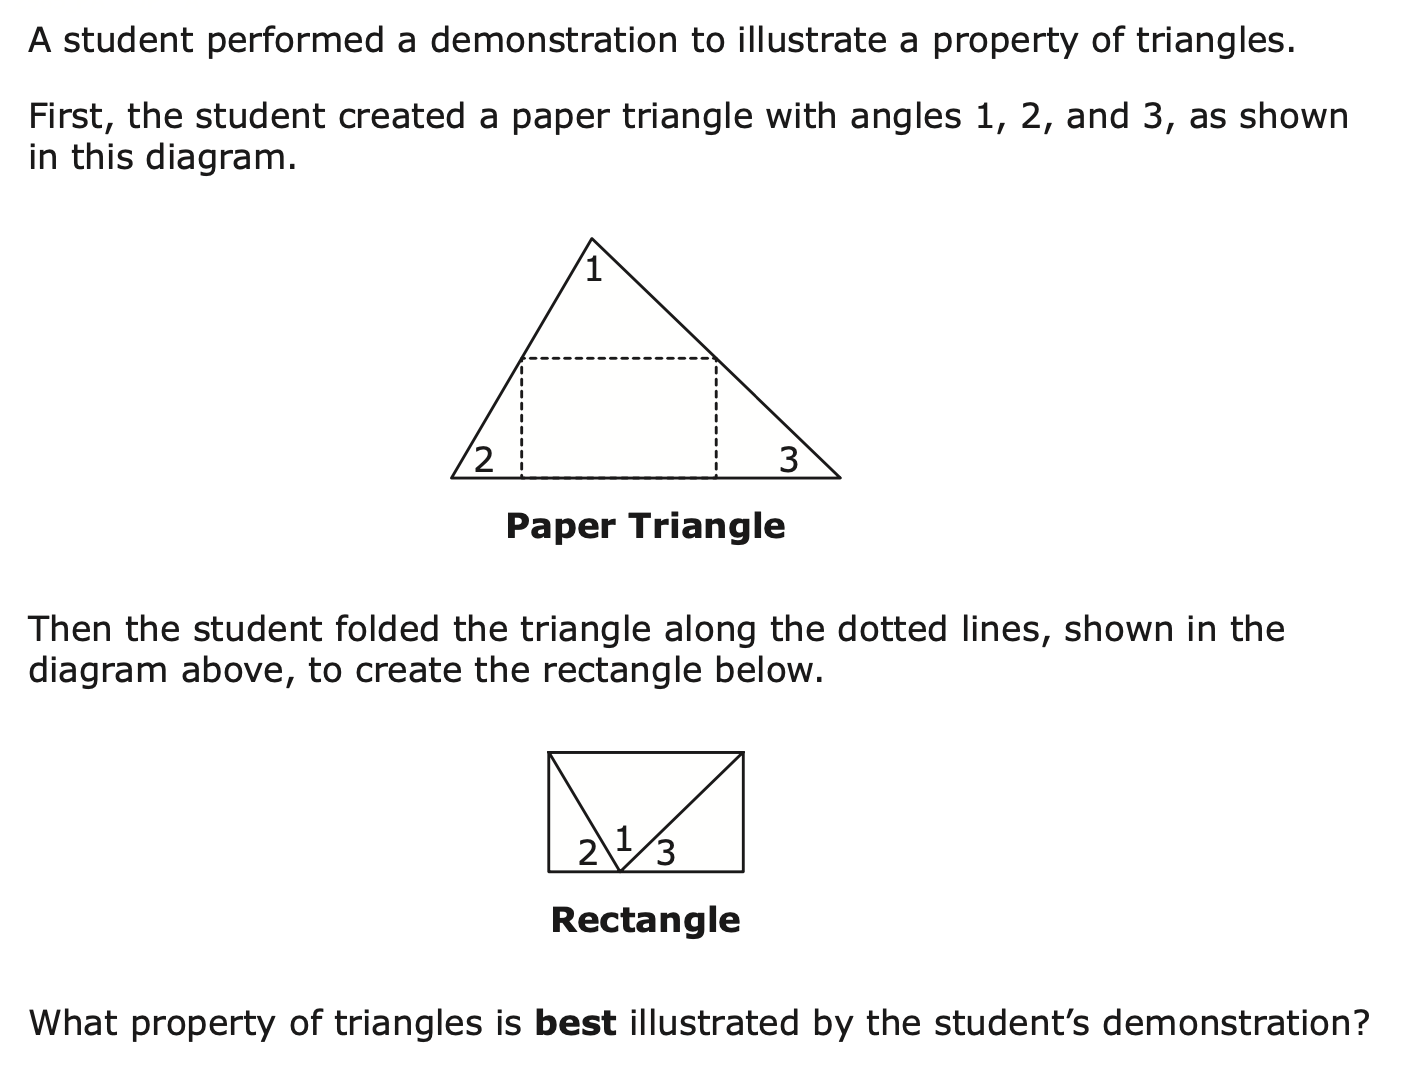 A student performed a demonstration to illustrate a property of triangles.
First, the student created a paper triangle with angles 1, 2, and 3, as shown
in this diagram.
1
2
3
Paper Triangle
Then the student folded the triangle along the dotted lines, shown in the
diagram above, to create the rectangle below.
2 1 3
Rectangle
What property of triangles is best illustrated by the student’s demonstration?